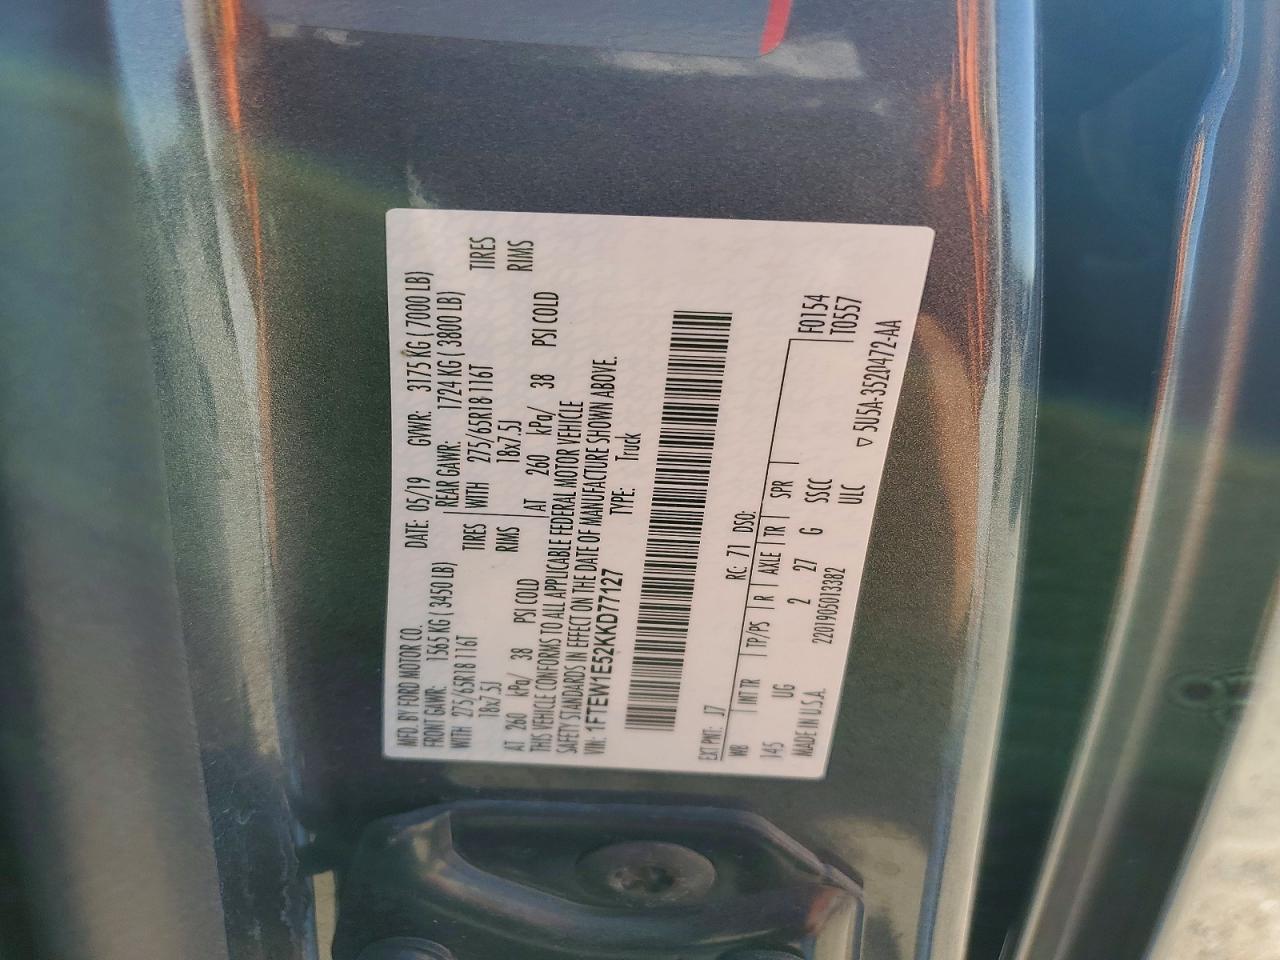 MFD. BY FORD MOTOR CO.
DATE: 05/19 GVWR: 3175 KG ( 7000 LB)
FRONT GAWR: 1565 KG ( 3450 LB)
REAR GAWR: 1724 KG ( 3800 LB)
WITH 275/65R18 116T TIRES
WITH 275/65R18 116T TIRES
18x7.5J RIMS
18x7.5J RIMS
AT 260 kPa/ 38 PSI COLD
AT 260 kPa/ 38 PSI COLD
THIS VEHICLE CONFORMS TO ALL APPLICABLE FEDERAL MOTOR VEHICLE
SAFETY STANDARDS IN EFFECT ON THE DATE OF MANUFACTURE SHOWN ABOVE.
VIN: 1FTEW1E52KKD77127 TYPE: Truck
EXT PNT: J7 RC: 71 DSO:
WB INT TR TP/PS R AXLE TR SPR F0154
145 UG 2 27 G SSCC T0557
MADE IN U.S.A. 2201905013382 ULC
▽ 5U5A-3520472-AA